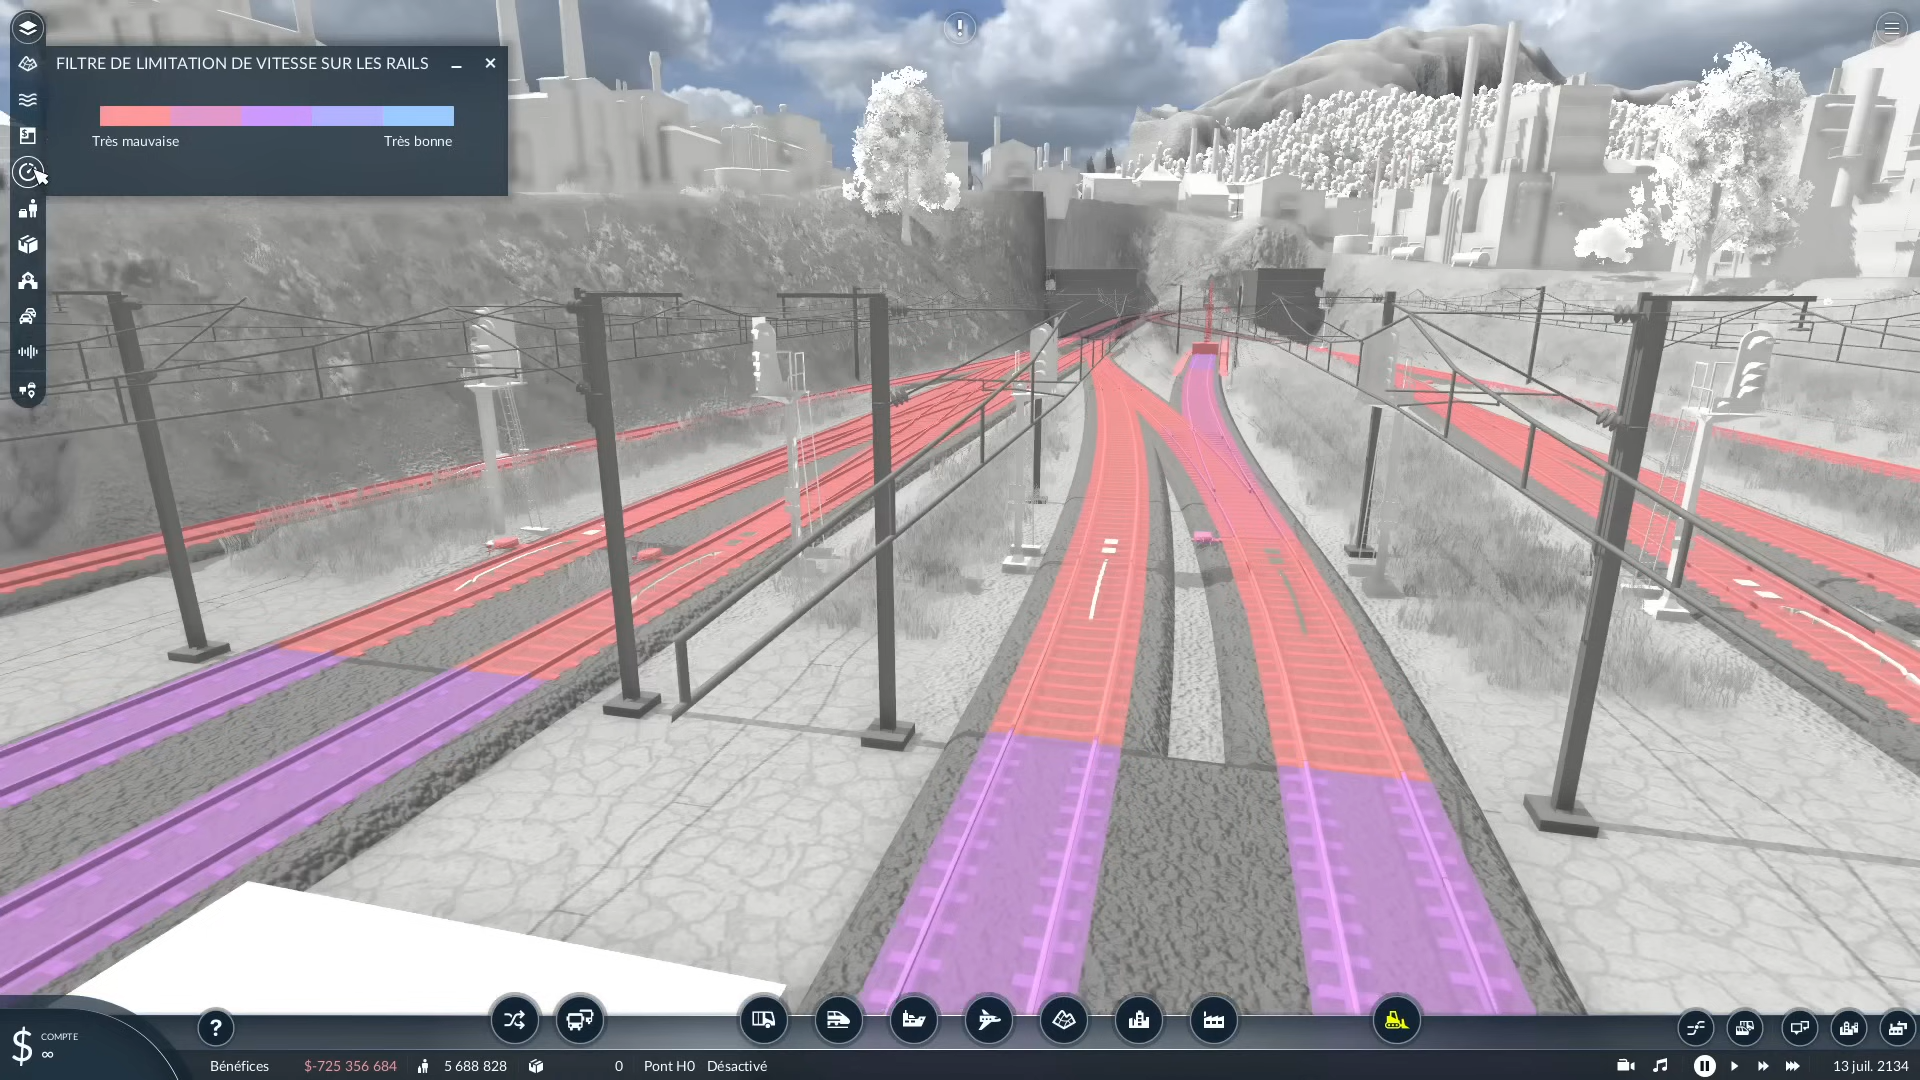 FILTRE DE LIMITATION DE VITESSE SUR LES RAILS
Très mauvaise Très bonne
$ COMPTE
∞
?
Bénéfices $-725 356 684 5 688 828 0 Pont H0 Désactivé 13 juil. 2134